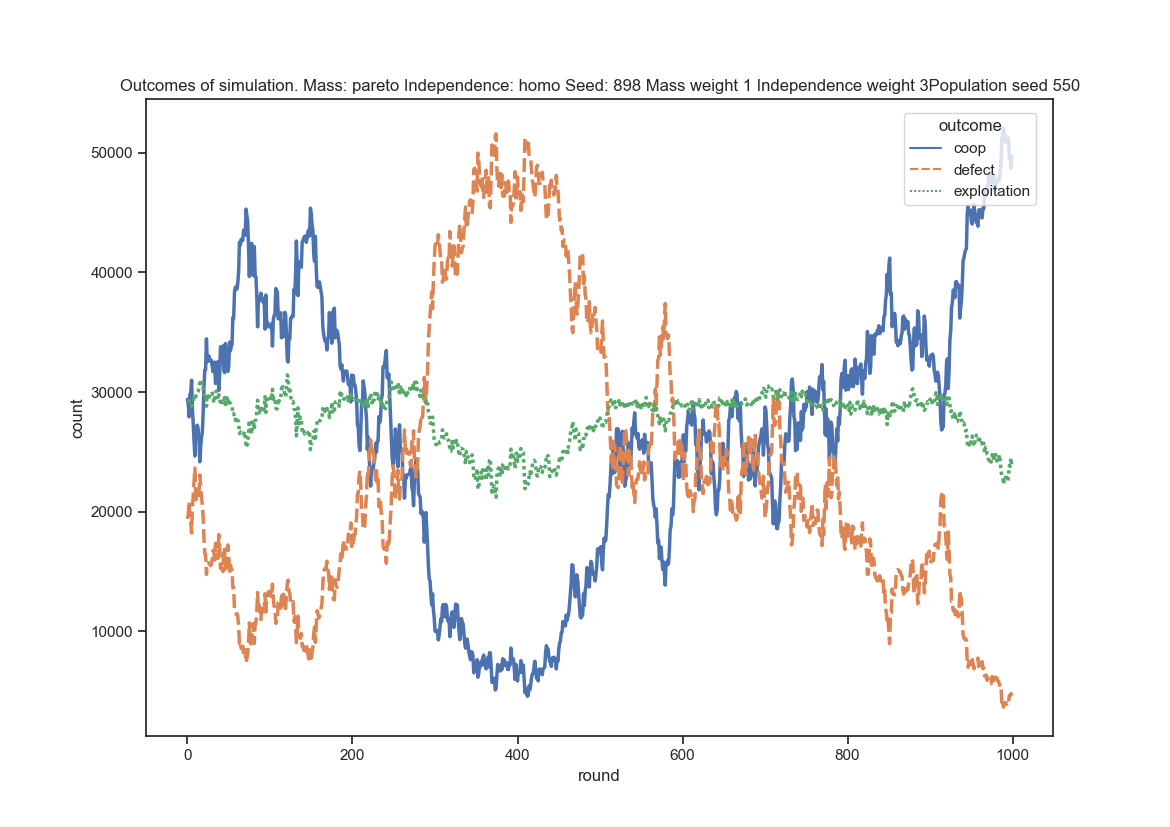 Outcomes of simulation. Mass: pareto Independence: homo Seed: 898 Mass weight 1 Independence weight 3Population seed 550
outcome
coop
defect
exploitation
50000
40000
30000
20000
10000
count
0 200 400 600 800 1000
round